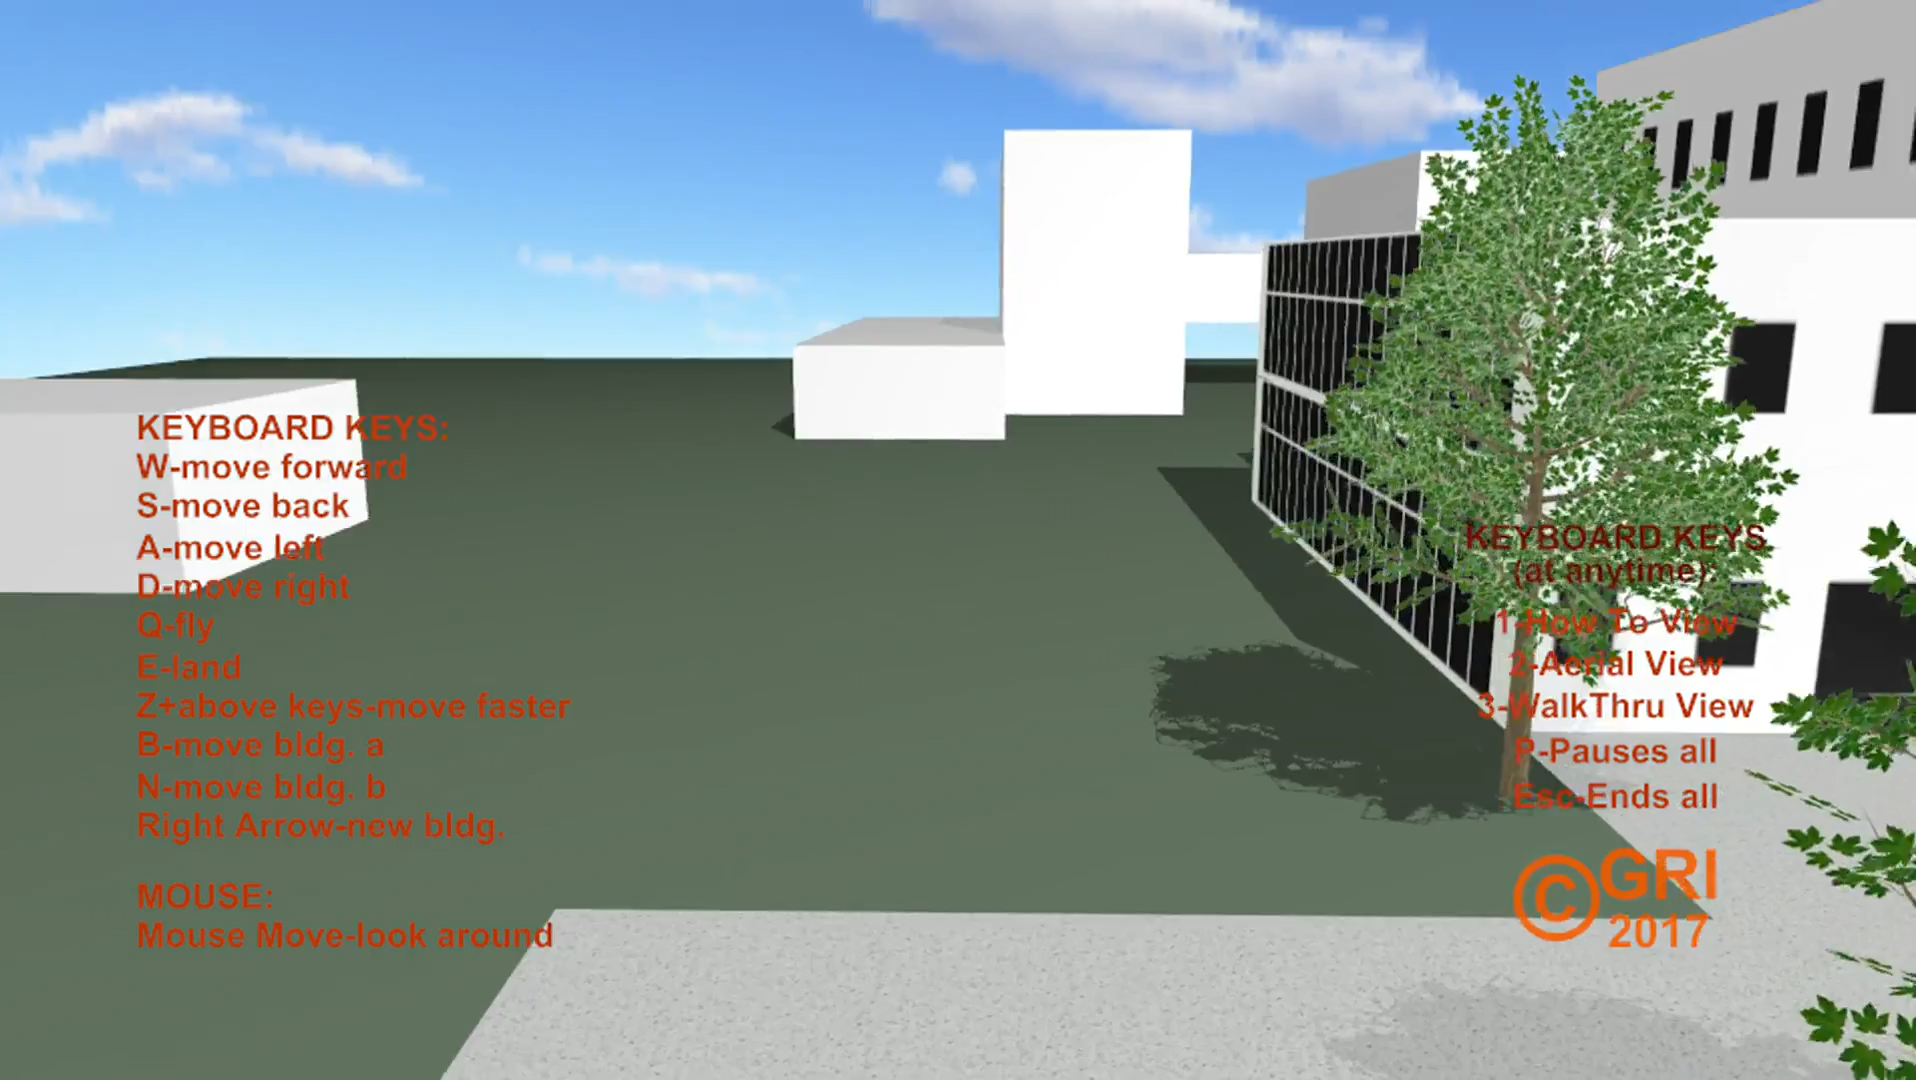 KEYBOARD KEYS:
W-move forward
S-move back
A-move left
D-move right
Q-fly
E-land
Z+above keys-move faster
B-move bldg. a
N-move bldg. b
Right Arrow-new bldg.
MOUSE:
Mouse Move-look around
KEYBOARD KEYS
(at anytime):
1-How To View
2-Aerial View
3-WalkThru View
P-Pauses all
Esc-Ends all
©GRI
2017